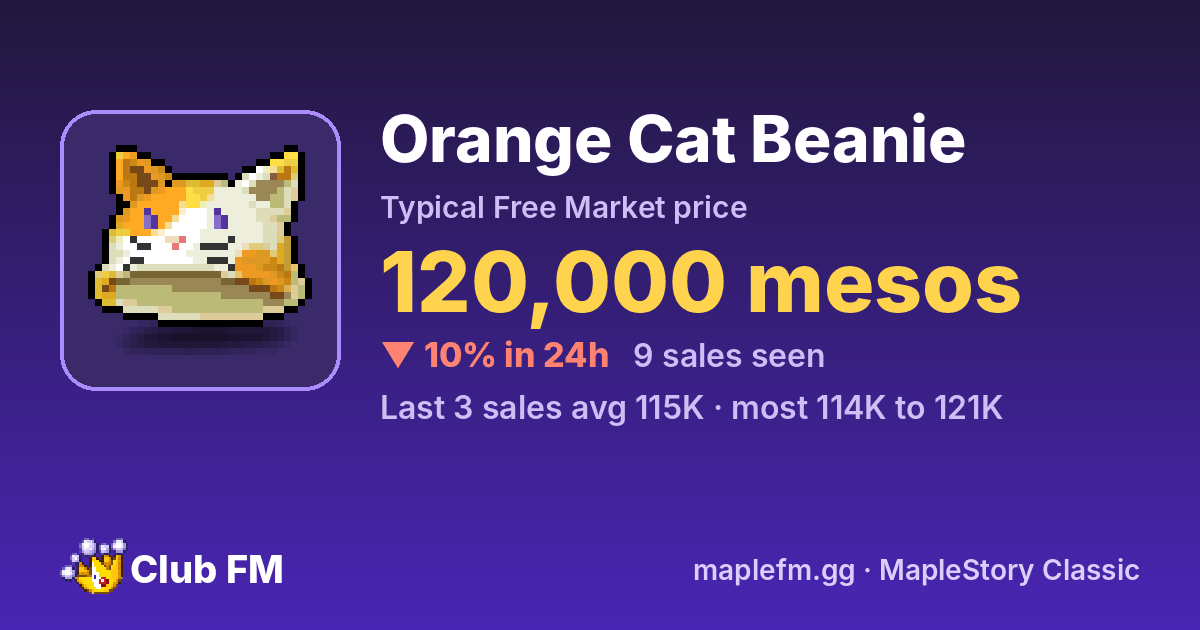 Orange Cat Beanie
Typical Free Market price
120,000 mesos
▼ 10% in 24h 9 sales seen
Last 3 sales avg 115K · most 114K to 121K
Club FM
maplefm.gg · MapleStory Classic